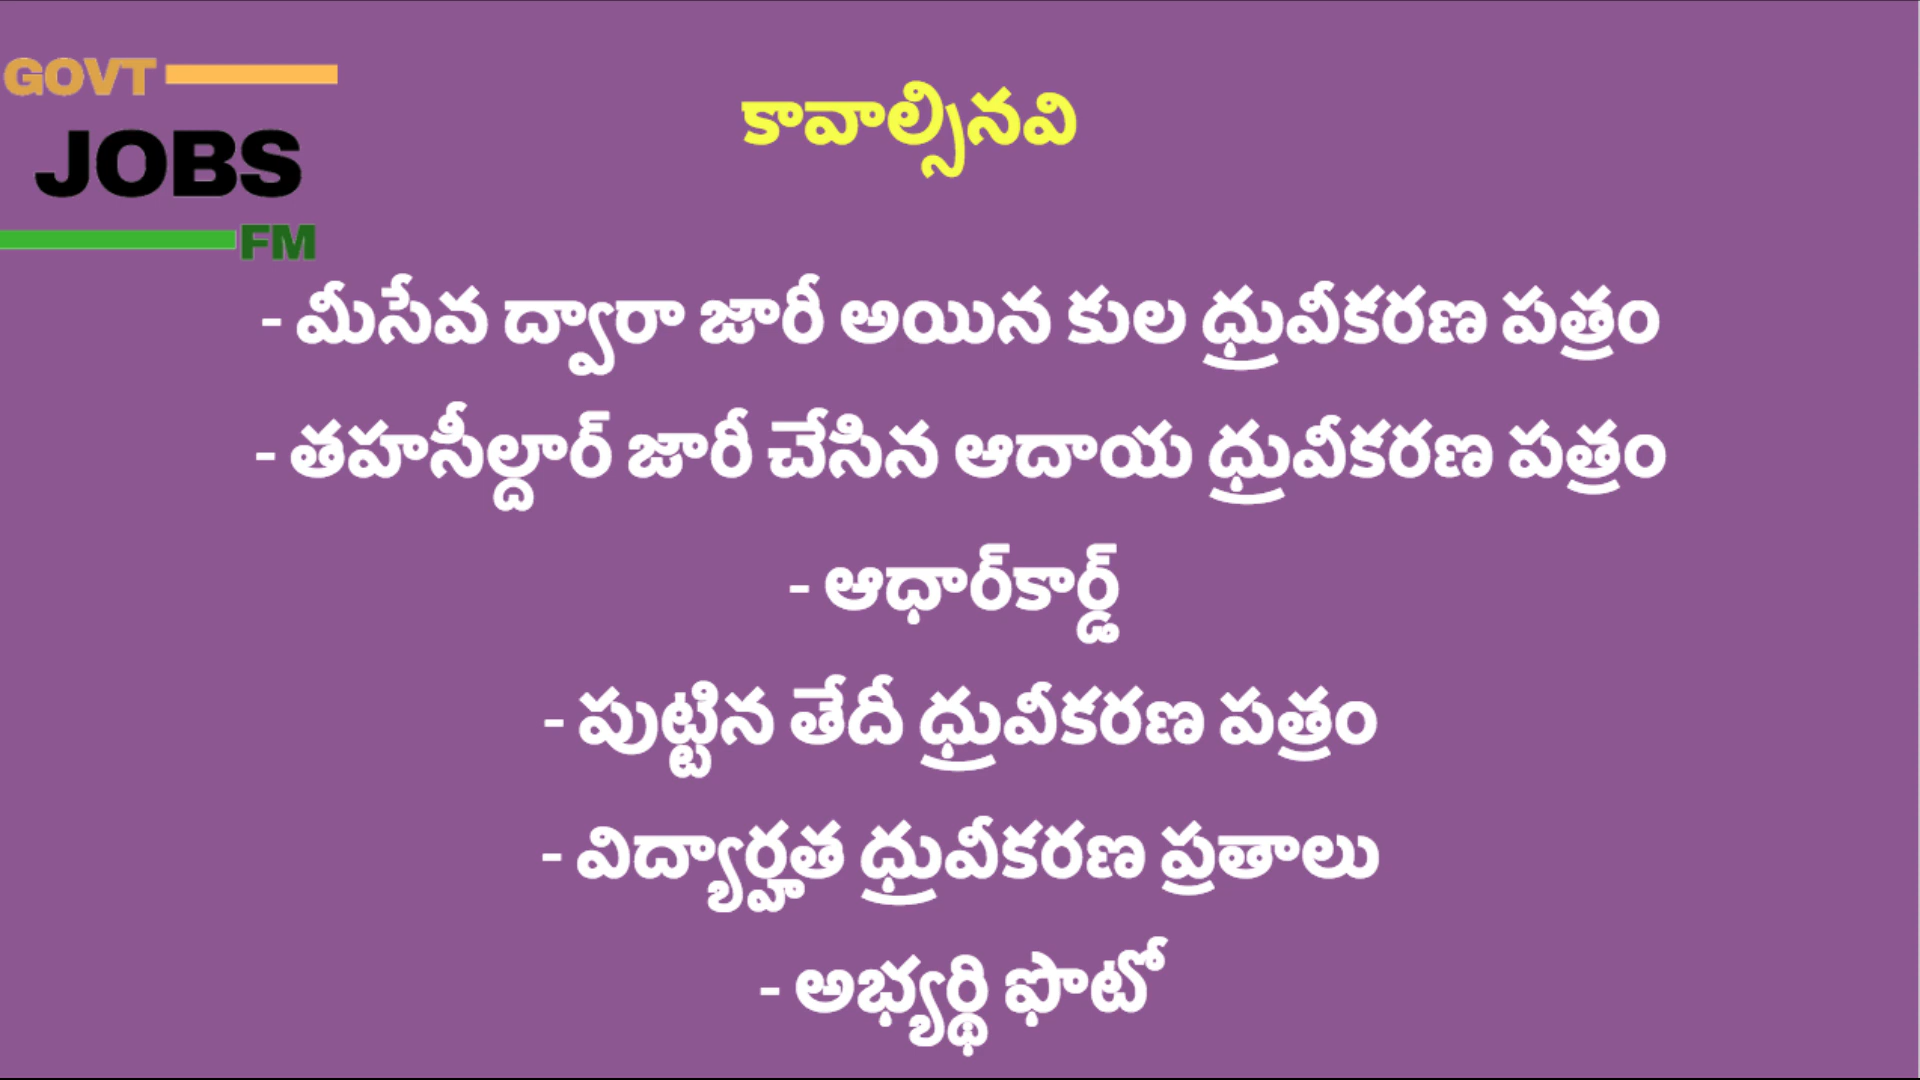 GOVT
JOBS
FM
కావాల్సినవి
- మీసేవ ద్వారా జారీ అయిన కుల ధ్రువీకరణ పత్రం
- తహసీల్దార్ జారీ చేసిన ఆదాయ ధ్రువీకరణ పత్రం
- ఆధార్‌కార్డ్
- పుట్టిన తేదీ ధ్రువీకరణ పత్రం
- విద్యార్హత ధ్రువీకరణ ప్రతాలు
- అభ్యర్థి ఫొటో